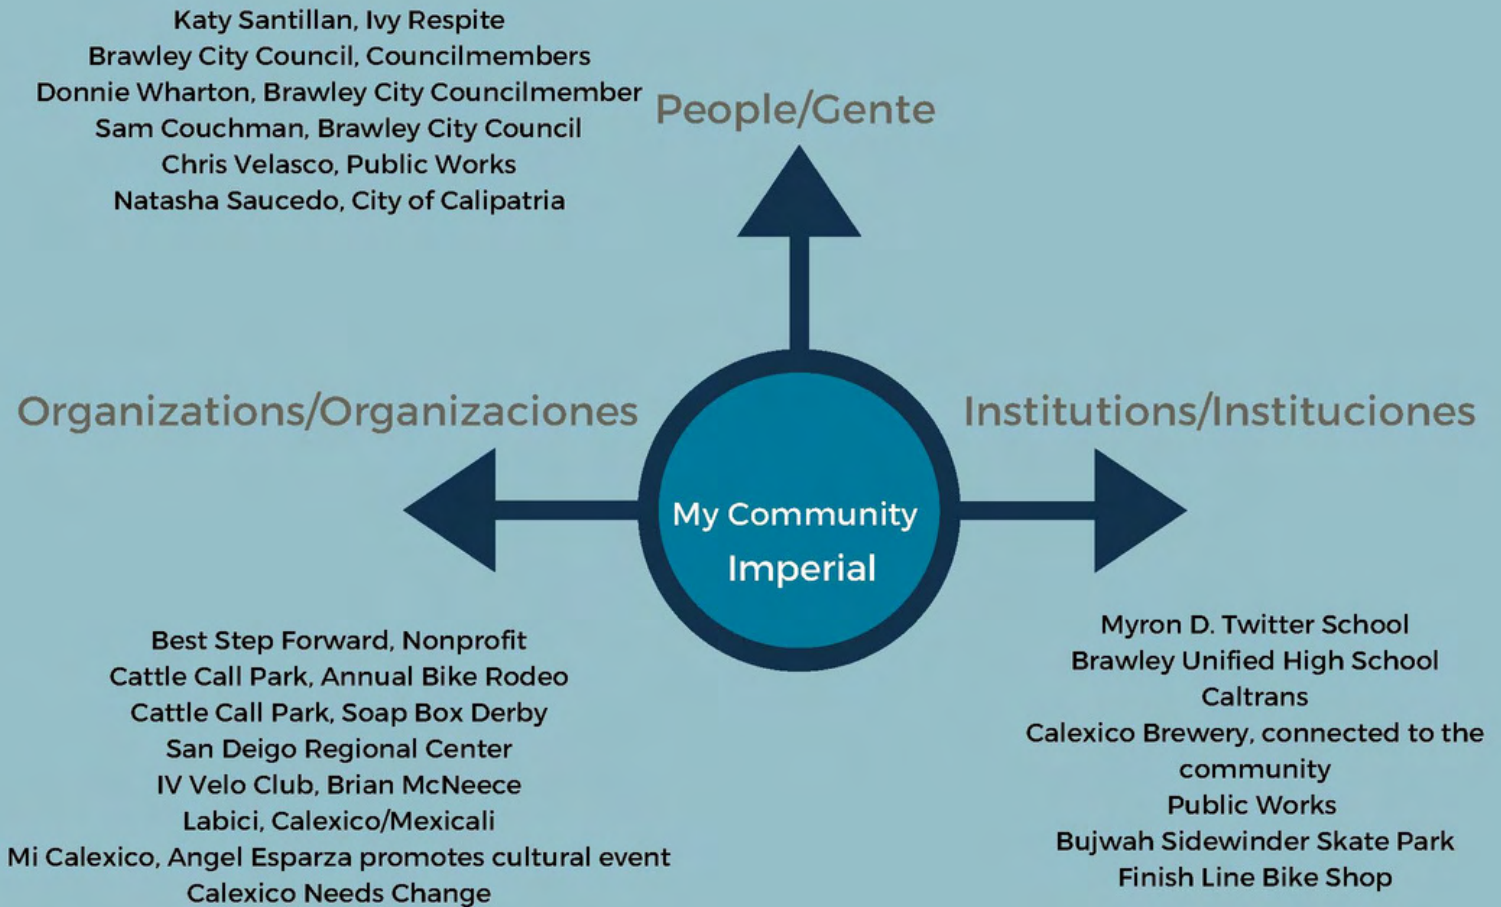 Katy Santillan, Ivy Respite
Brawley City Council, Councilmembers
Donnie Wharton, Brawley City Councilmember
Sam Couchman, Brawley City Council
Chris Velasco, Public Works
Natasha Saucedo, City of Calipatria
People/Gente
Organizations/Organizaciones
Institutions/Instituciones
My Community
Imperial
Best Step Forward, Nonprofit
Cattle Call Park, Annual Bike Rodeo
Cattle Call Park, Soap Box Derby
San Deigo Regional Center
IV Velo Club, Brian McNeece
Labici, Calexico/Mexicali
Mi Calexico, Angel Esparza promotes cultural event
Calexico Needs Change
Myron D. Twitter School
Brawley Unified High School
Caltrans
Calexico Brewery, connected to the
community
Public Works
Bujwah Sidewinder Skate Park
Finish Line Bike Shop